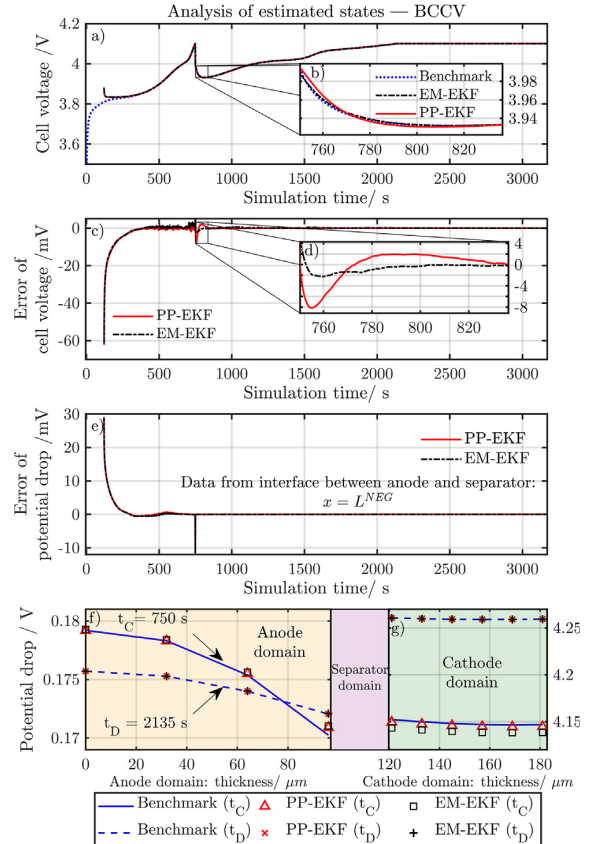 Analysis of estimated states — BCCV
4.2
4
3.8
3.6
Cell voltage /V
a)
b)
Benchmark
EM-EKF
PP-EKF
3.98
3.96
3.94
760 780 800 820
0 500 1000 1500 2000 2500 3000
Simulation time/ s
0
-20
-40
-60
Error of
cell voltage /mV
c)
d)
4
0
-4
-8
760 780 800 820
PP-EKF
EM-EKF
0 500 1000 1500 2000 2500 3000
Simulation time/ s
30
20
10
0
-10
Error of
potential drop /mV
e)
PP-EKF
EM-EKF
Data from interface between anode and separator:
x = L^NEG
0 500 1000 1500 2000 2500 3000
Simulation time/ s
0.18
0.175
0.17
Potential drop / V
f)
t_C = 750 s
Anode
domain
t_D = 2135 s
Separator
domain
g)
Cathode
domain
4.25
4.2
4.15
0 20 40 60 80 120 140 160 180
Anode domain: thickness/ μm Cathode domain: thickness/ μm
Benchmark (t_C) PP-EKF (t_C) EM-EKF (t_C)
Benchmark (t_D) PP-EKF (t_D) EM-EKF (t_D)